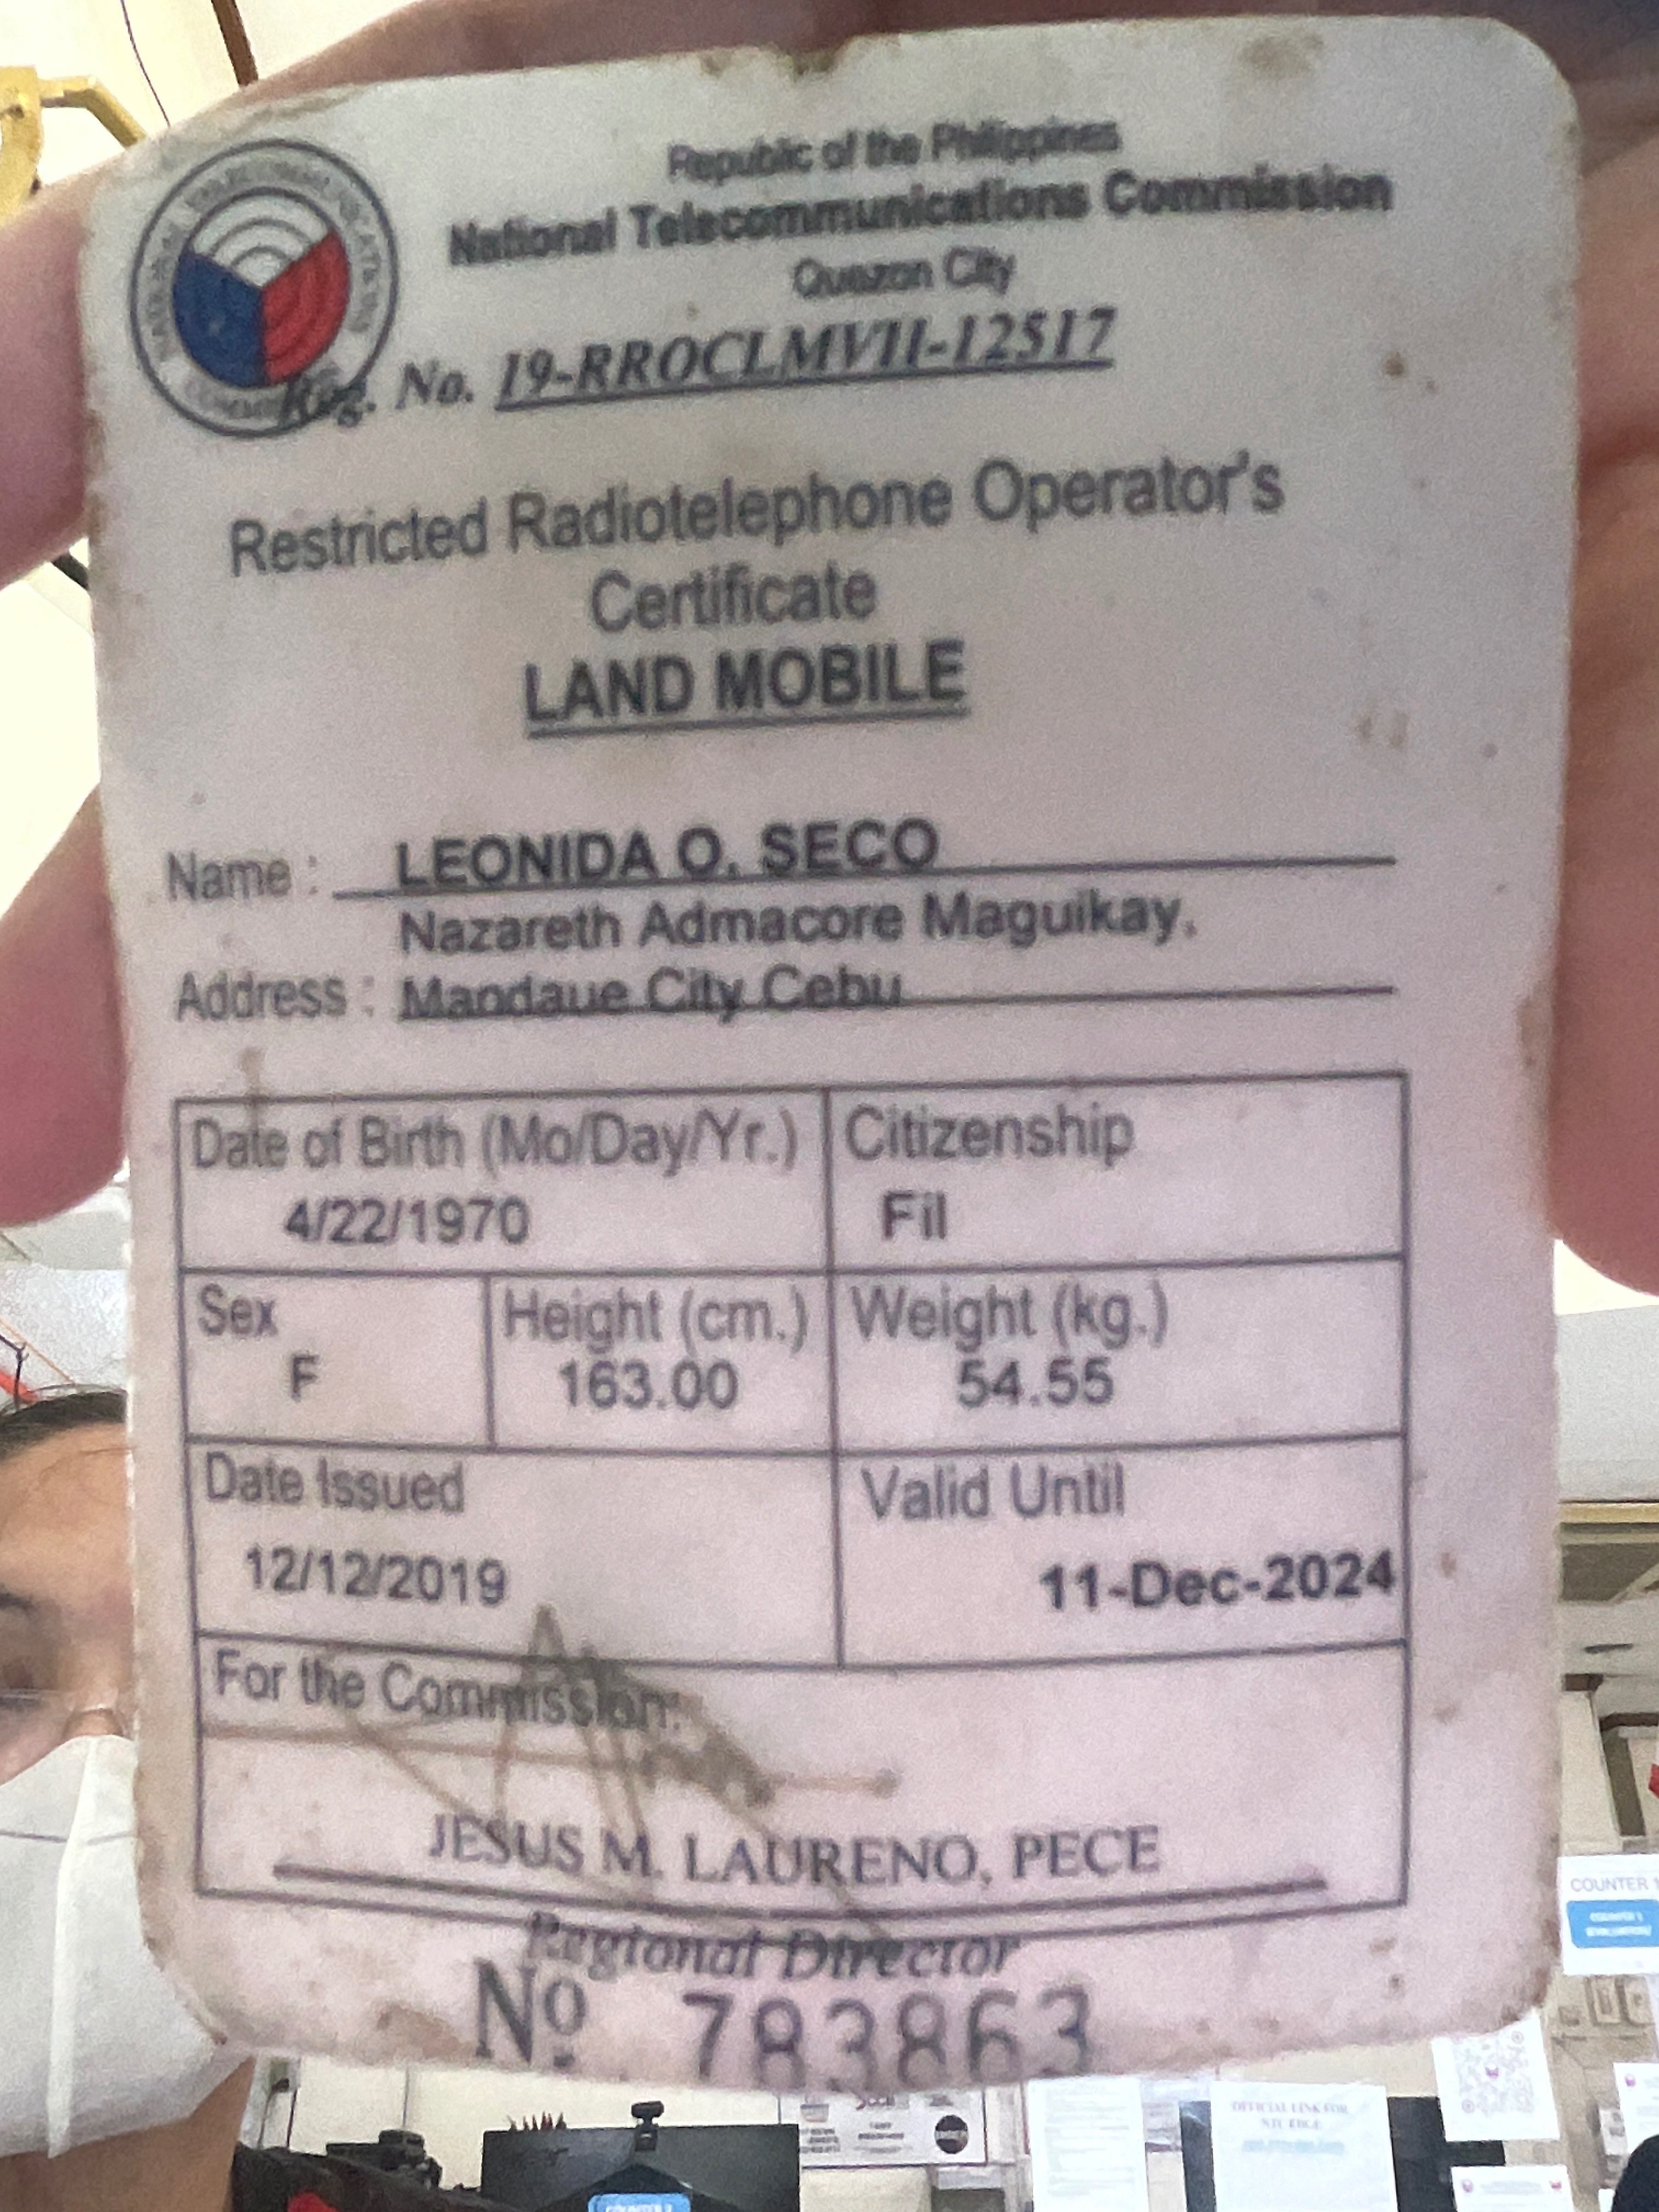 Republic of the Philippines
National Telecommunications Commission
Quezon City
Reg. No. 19-RROCLMVII-12517
Restricted Radiotelephone Operator's
Certificate
LAND MOBILE
Name : LEONIDA O. SECO
Nazareth Admacore Maguikay,
Address : Mandaue City Cebu
Date of Birth (Mo/Day/Yr.) Citizenship
4/22/1970 Fil
Sex Height (cm.) Weight (kg.)
F 163.00 54.55
Date Issued Valid Until
12/12/2019 11-Dec-2024
For the Commission:
JESUS M. LAURENO, PECE
Regional Director
Nº 783863
COUNTER 1
OFFICIAL LINK FOR